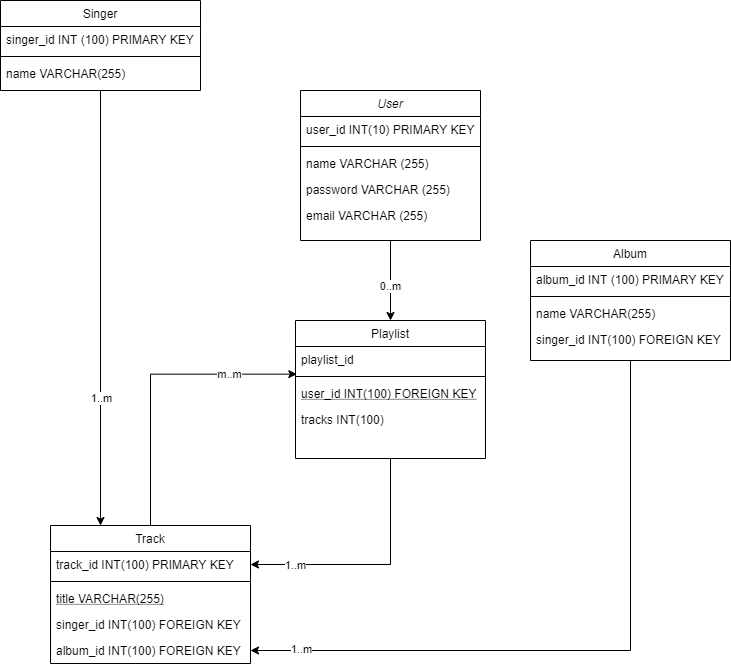 Singer
singer_id INT (100) PRIMARY KEY
name VARCHAR(255)
User
user_id INT(10) PRIMARY KEY
name VARCHAR (255)
password VARCHAR (255)
email VARCHAR (255)
Album
album_id INT (100) PRIMARY KEY
name VARCHAR(255)
singer_id INT(100) FOREIGN KEY
0..m
Playlist
playlist_id
user_id INT(100) FOREIGN KEY
tracks INT(100)
m..m
1..m
Track
track_id INT(100) PRIMARY KEY
title VARCHAR(255)
singer_id INT(100) FOREIGN KEY
album_id INT(100) FOREIGN KEY
1..m
1..m